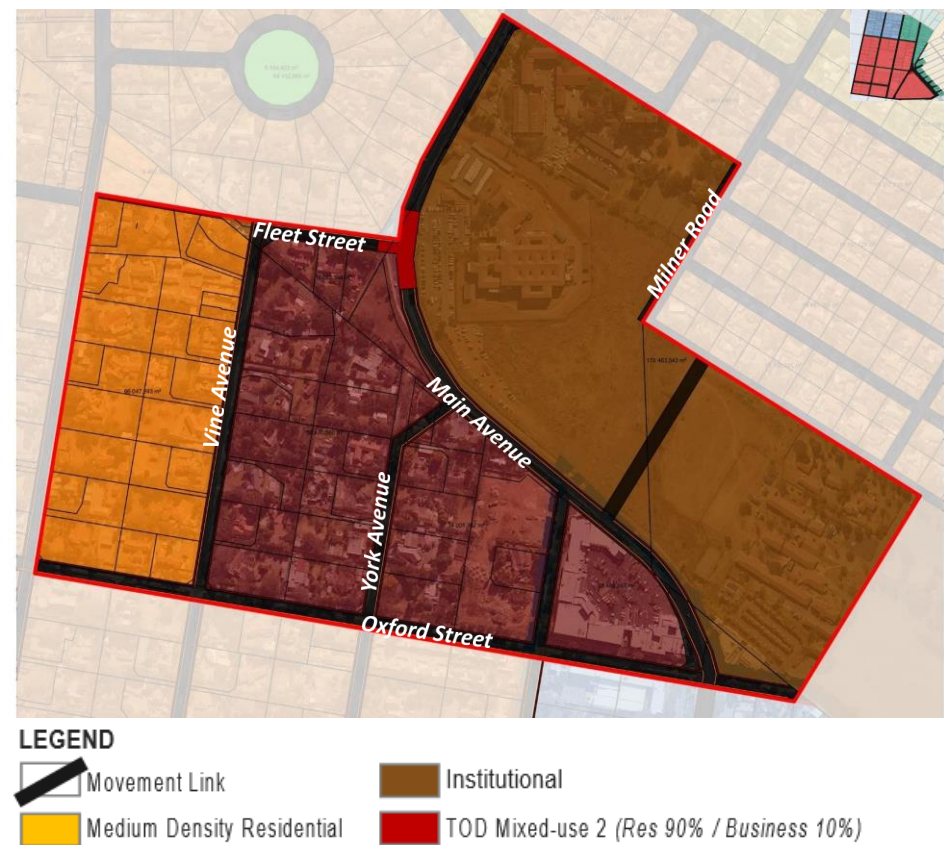 Fleet Street
Milner Road
Vine Avenue
Main Avenue
York Avenue
Oxford Street
LEGEND
Movement Link
Institutional
Medium Density Residential
TOD Mixed-use 2 (Res 90% / Business 10%)